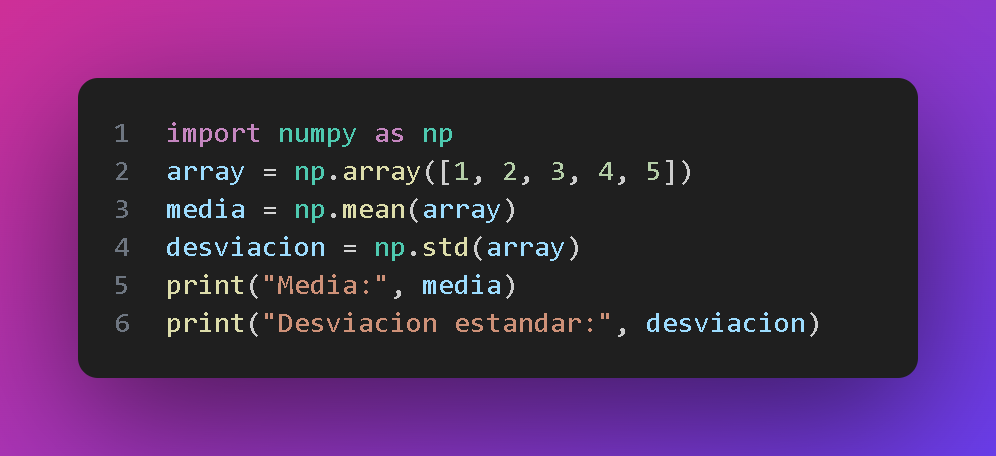 1 import numpy as np
2 array = np.array([1, 2, 3, 4, 5])
3 media = np.mean(array)
4 desviacion = np.std(array)
5 print("Media:", media)
6 print("Desviacion estandar:", desviacion)